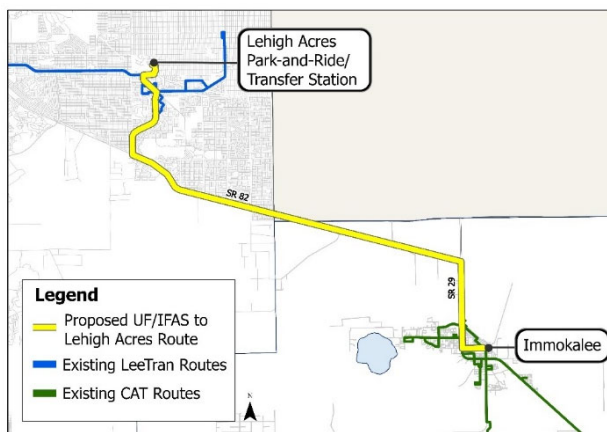 Lehigh Acres
Park-and-Ride/
Transfer Station
SR 82
SR 29
Legend
Proposed UF/IFAS to
Lehigh Acres Route
Existing LeeTran Routes
Existing CAT Routes
N
Immokalee